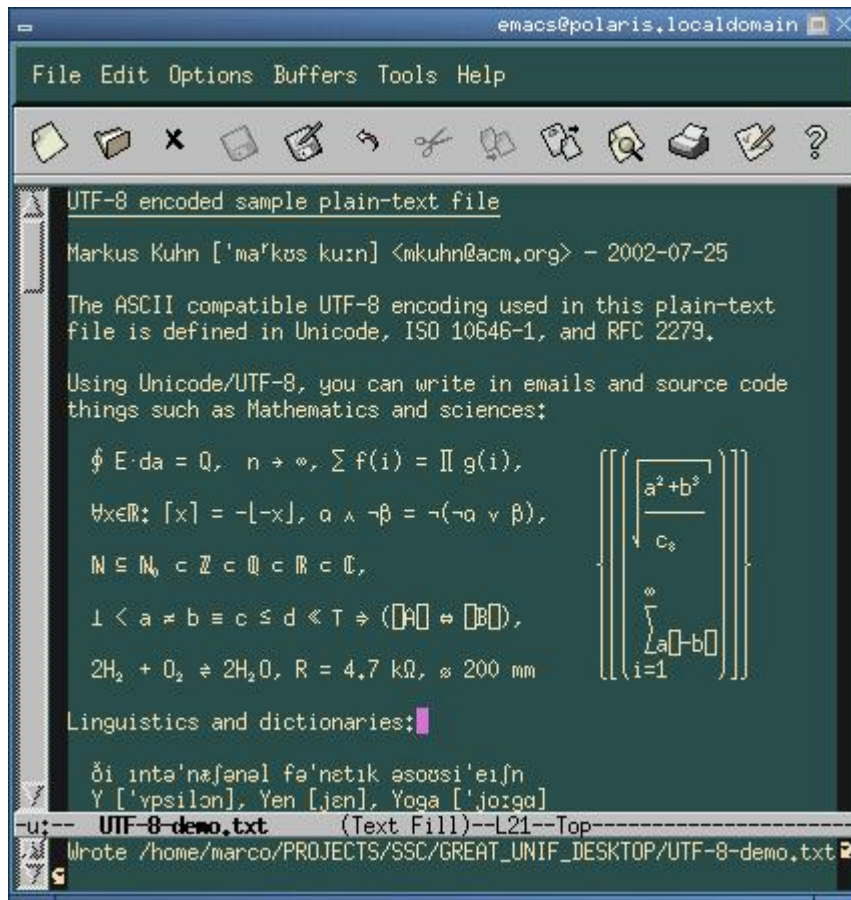 emacs@polaris.localdomain
File Edit Options Buffers Tools Help
UTF-8 encoded sample plain-text file
Markus Kuhn [ˈmaʳkʊs kuːn] <mkuhn@acm.org> — 2002-07-25
The ASCII compatible UTF-8 encoding used in this plain-text
file is defined in Unicode, ISO 10646-1, and RFC 2279.
Using Unicode/UTF-8, you can write in emails and source code
things such as Mathematics and sciences:
∮ E⋅da = Q, n → ∞, ∑ f(i) = ∏ g(i), ⎧⎡⎛┌─────┐⎞⎤⎫
⎪⎢⎜│a²+b³ ⎟⎥⎪
∀x∈ℝ: ⌈x⌉ = −⌊−x⌋, α ∧ ¬β = ¬(¬α ∨ β), ⎪⎢⎜│───── ⎟⎥⎪
⎪⎢⎜⎷ c₈ ⎟⎥⎪
ℕ ⊆ ℕ₀ ⊂ ℤ ⊂ ℚ ⊂ ℝ ⊂ ℂ, ⎨⎢⎜ ⎟⎥⎬
⎪⎢⎜ ∞ ⎟⎥⎪
⊥ < a ≠ b ≡ c ≤ d ≪ ⊤ ⇒ (▯A▯ ⇔ ▯B▯), ⎪⎢⎜ ⎲ ⎟⎥⎪
⎪⎢⎜ ⎳a▯-b▯⎟⎥⎪
2H₂ + O₂ ⇌ 2H₂O, R = 4.7 kΩ, ⌀ 200 mm ⎩⎣⎝i=1 ⎠⎦⎭
Linguistics and dictionaries:
ði ıntəˈnæʃənəl fəˈnɛtık əsoʊsiˈeıʃn
Y [ˈʏpsilɔn], Yen [jɛn], Yoga [ˈjoːgɑ]
-u:-- UTF-8-demo.txt (Text Fill)--L21--Top----------------------
Wrote /home/marco/PROJECTS/SSC/GREAT_UNIF_DESKTOP/UTF-8-demo.txt